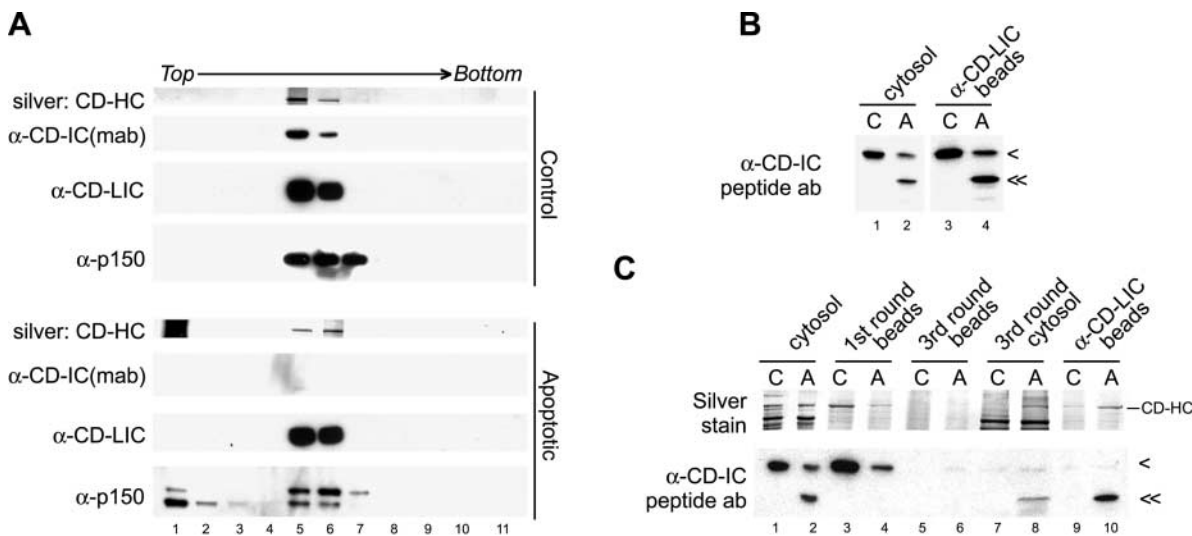 A
Top Bottom
silver: CD-HC
α-CD-IC(mab)
α-CD-LIC
α-p150
Control
silver: CD-HC
α-CD-IC(mab)
α-CD-LIC
α-p150
Apoptotic
1 2 3 4 5 6 7 8 9 10 11
B
cytosol α-CD-LIC beads
C A C A
α-CD-IC
peptide ab
<
<<
1 2 3 4
C
cytosol 1st round beads 3rd round beads 3rd round cytosol α-CD-LIC beads
C A C A C A C A C A
Silver
stain
CD-HC
α-CD-IC
peptide ab
<
<<
1 2 3 4 5 6 7 8 9 10